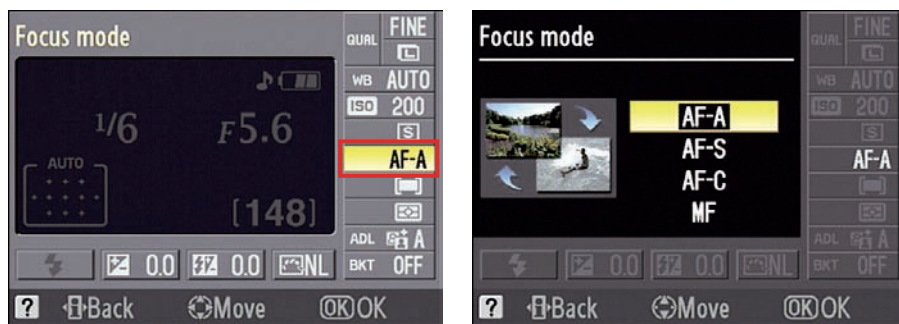 Focus mode
QUAL FINE
L
WB AUTO
ISO 200
1/6 F5.6
S
AUTO
AF-A
[148]
ADL A
0.0 0.0 NL BKT OFF
? i Back Move OK OK
Focus mode
QUAL FINE
L
WB AUTO
ISO 200
S
AF-A
AF-S
AF-C
MF
AF-A
ADL A
0.0 0.0 NL BKT OFF
? i Back Move OK OK